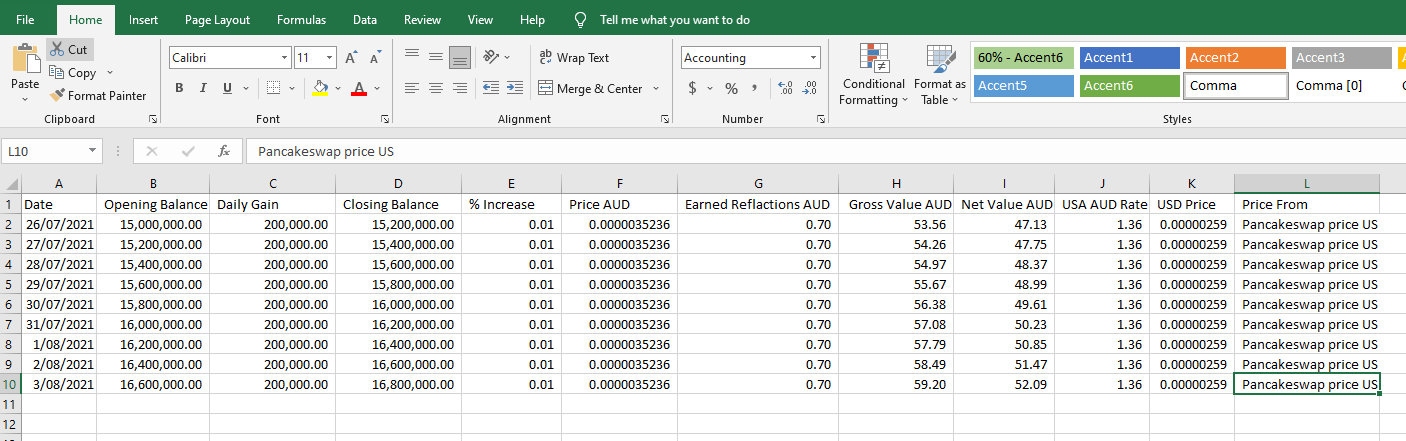 File Home Insert Page Layout Formulas Data Review View Help Tell me what you want to do
Paste Cut Copy Format Painter
Clipboard
Calibri 11 A A
B I U A
Font
ab Wrap Text
Merge & Center
Alignment
Accounting
$ % ,
Number
Conditional Formatting
Format as Table
60% - Accent6 Accent1 Accent2 Accent3
Accent5 Accent6 Comma Comma [0]
Styles
L10 fx Pancakeswap price US
A B C D E F G H I J K L
1 Date Opening Balance Daily Gain Closing Balance % Increase Price AUD Earned Reflactions AUD Gross Value AUD Net Value AUD USA AUD Rate USD Price Price From
2 26/07/2021 15,000,000.00 200,000.00 15,200,000.00 0.01 0.0000035236 0.70 53.56 47.13 1.36 0.00000259 Pancakeswap price US
3 27/07/2021 15,200,000.00 200,000.00 15,400,000.00 0.01 0.0000035236 0.70 54.26 47.75 1.36 0.00000259 Pancakeswap price US
4 28/07/2021 15,400,000.00 200,000.00 15,600,000.00 0.01 0.0000035236 0.70 54.97 48.37 1.36 0.00000259 Pancakeswap price US
5 29/07/2021 15,600,000.00 200,000.00 15,800,000.00 0.01 0.0000035236 0.70 55.67 48.99 1.36 0.00000259 Pancakeswap price US
6 30/07/2021 15,800,000.00 200,000.00 16,000,000.00 0.01 0.0000035236 0.70 56.38 49.61 1.36 0.00000259 Pancakeswap price US
7 31/07/2021 16,000,000.00 200,000.00 16,200,000.00 0.01 0.0000035236 0.70 57.08 50.23 1.36 0.00000259 Pancakeswap price US
8 1/08/2021 16,200,000.00 200,000.00 16,400,000.00 0.01 0.0000035236 0.70 57.79 50.85 1.36 0.00000259 Pancakeswap price US
9 2/08/2021 16,400,000.00 200,000.00 16,600,000.00 0.01 0.0000035236 0.70 58.49 51.47 1.36 0.00000259 Pancakeswap price US
10 3/08/2021 16,600,000.00 200,000.00 16,800,000.00 0.01 0.0000035236 0.70 59.20 52.09 1.36 0.00000259 Pancakeswap price US
11
12